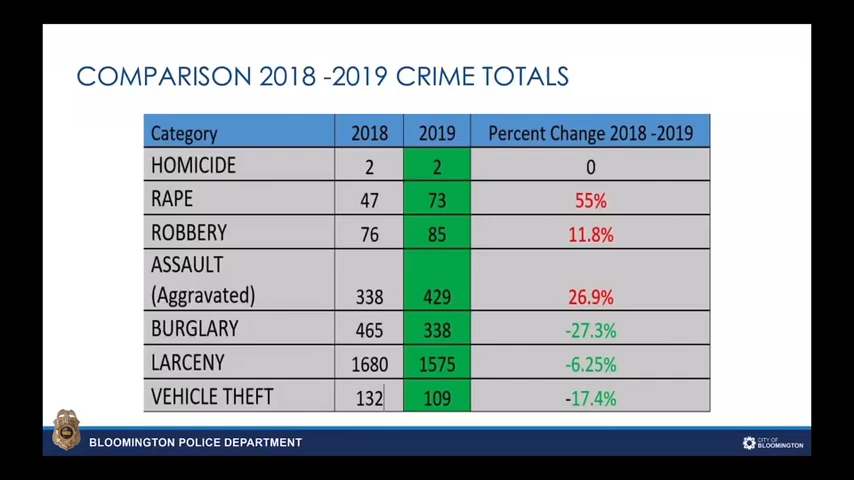 COMPARISON 2018 -2019 CRIME TOTALS
Category 2018 2019 Percent Change 2018 -2019
HOMICIDE 2 2 0
RAPE 47 73 55%
ROBBERY 76 85 11.8%
ASSAULT
(Aggravated) 338 429 26.9%
BURGLARY 465 338 -27.3%
LARCENY 1680 1575 -6.25%
VEHICLE THEFT 132 109 -17.4%
BLOOMINGTON POLICE DEPARTMENT
CITY OF
BLOOMINGTON